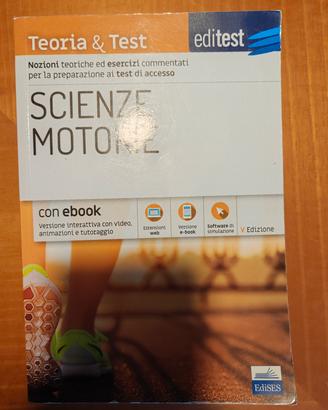 Teoria & Test
editest
Nozioni teoriche ed esercizi commentati
per la preparazione ai test di accesso
SCIENZE
MOTORIE
con ebook
Versione interattiva con video,
animazioni e tutoraggio
Estensioni
web
Versione
e-book
Software di
simulazione
V Edizione
EdiSES